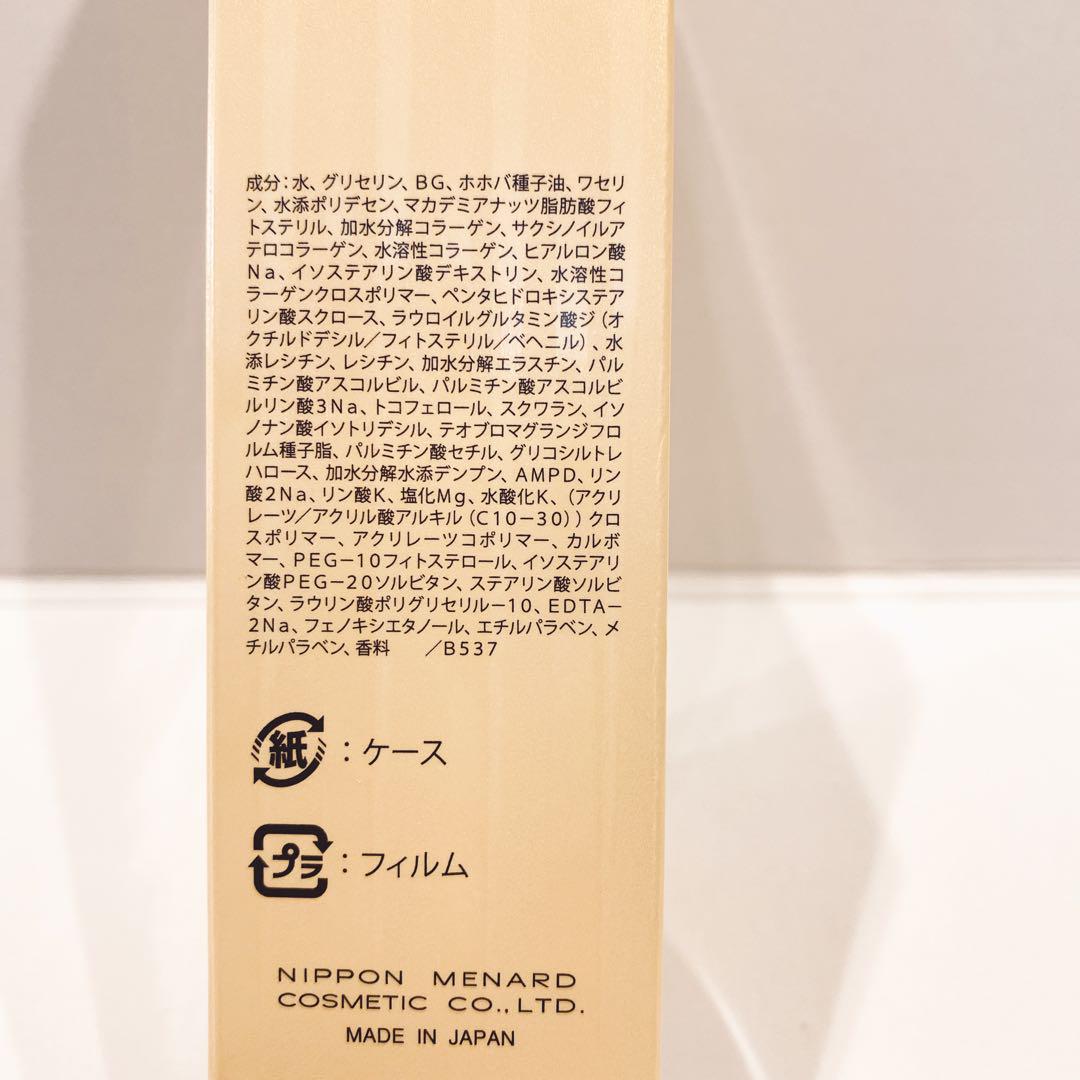 成分：水、グリセリン、BG、ホホバ種子油、ワセリ
ン、水添ポリデセン、マカデミアナッツ脂肪酸フィ
トステリル、加水分解コラーゲン、サクシノイルア
テロコラーゲン、水溶性コラーゲン、ヒアルロン酸
Na、イソステアリン酸デキストリン、水溶性コ
ラーゲンクロスポリマー、ペンタヒドロキシステア
リン酸スクロース、ラウロイルグルタミン酸ジ（オ
クチルドデシル／フィトステリル／ベヘニル）、水
添レシチン、レシチン、加水分解エラスチン、パル
ミチン酸アスコルビル、パルミチン酸アスコルビ
ルリン酸3Na、トコフェロール、スクワラン、イソ
ノナン酸イソトリデシル、テオブロマグランジフロ
ルム種子脂、パルミチン酸セチル、グリコシルトレ
ハロース、加水分解水添デンプン、AMPD、リン
酸2Na、リン酸K、塩化Mg、水酸化K、（アクリ
レーツ／アクリル酸アルキル（C10－30））クロ
スポリマー、アクリレーツコポリマー、カルボ
マー、PEG－10フィトステロール、イソステアリ
ン酸PEG－20ソルビタン、ステアリン酸ソルビ
タン、ラウリン酸ポリグリセリル－10、EDTA－
2Na、フェノキシエタノール、エチルパラベン、メ
チルパラベン、香料　／B537
紙：ケース
プラ：フィルム
NIPPON MENARD
COSMETIC CO.,LTD.
MADE IN JAPAN